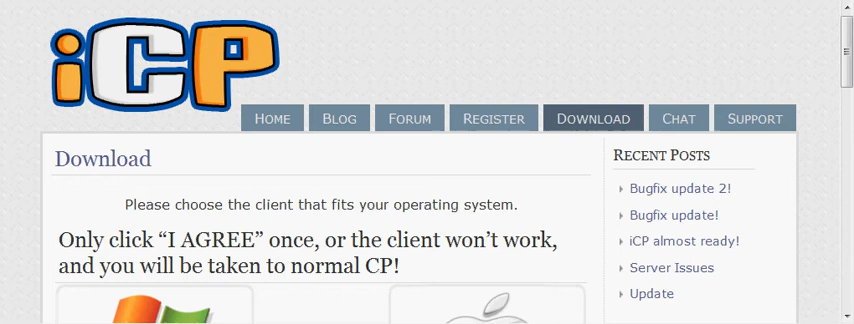 iCP
Home
Blog
Forum
Register
Download
Chat
Support
Download
Please choose the client that fits your operating system.
Only click “I AGREE” once, or the client won’t work,
and you will be taken to normal CP!
Recent Posts
Bugfix update 2!
Bugfix update!
iCP almost ready!
Server Issues
Update